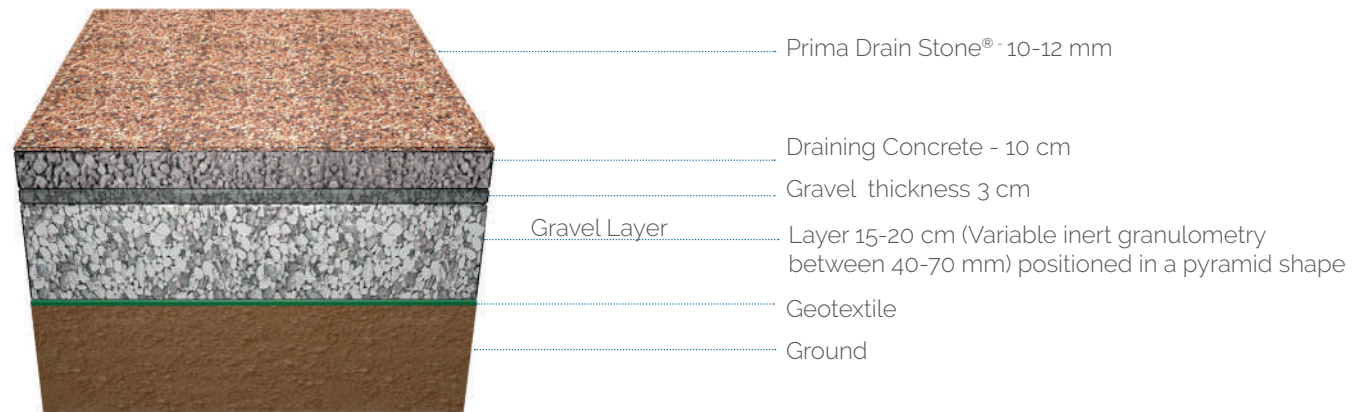 Prima Drain Stone® - 10-12 mm
Draining Concrete - 10 cm
Gravel thickness 3 cm
Gravel Layer
Layer 15-20 cm (Variable inert granulometry
between 40-70 mm) positioned in a pyramid shape
Geotextile
Ground